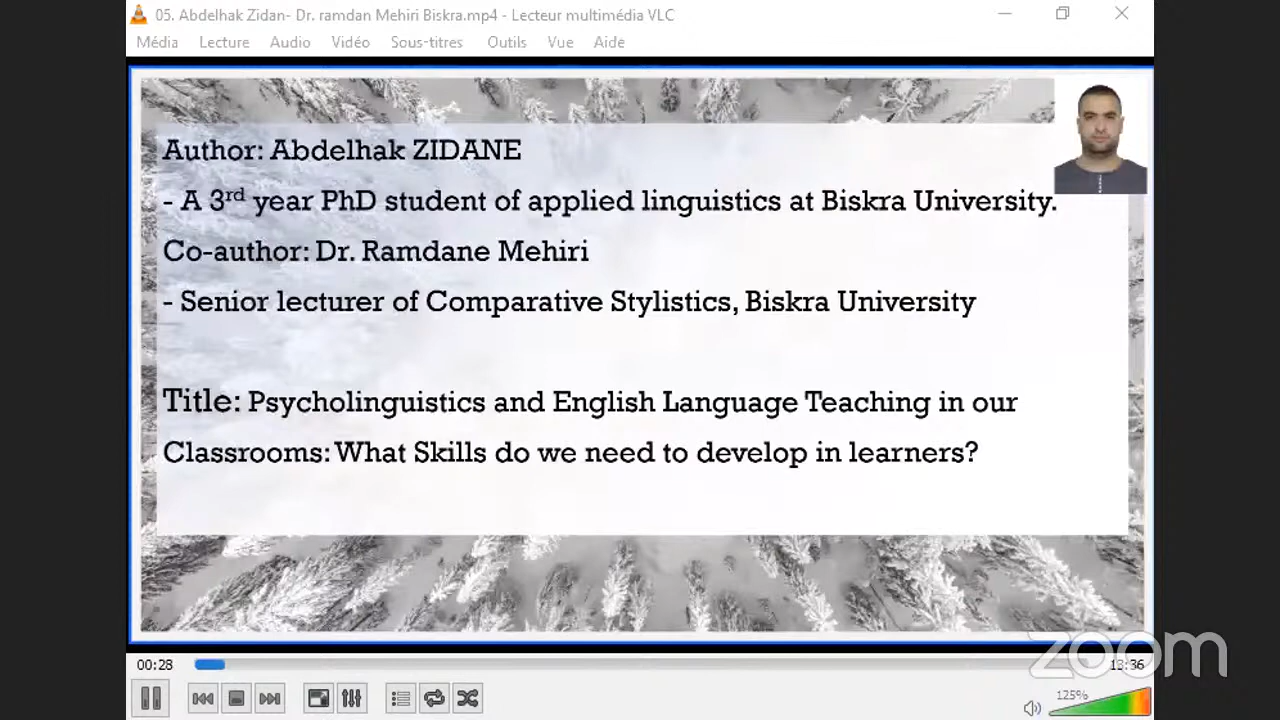 05. Abdelhak Zidan- Dr. ramdan Mehiri Biskra.mp4 - Lecteur multimédia VLC
Média Lecture Audio Vidéo Sous-titres Outils Vue Aide
Author: Abdelhak ZIDANE
- A 3rd year PhD student of applied linguistics at Biskra University.
Co-author: Dr. Ramdane Mehiri
- Senior lecturer of Comparative Stylistics, Biskra University
Title: Psycholinguistics and English Language Teaching in our
Classrooms: What Skills do we need to develop in learners?
00:28
13:36
zoom
125%